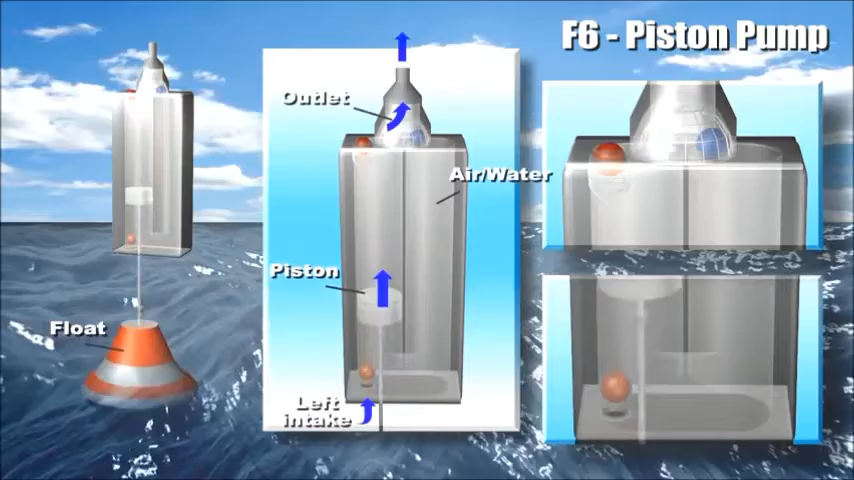 F6 - Piston Pump
Outlet
Air/Water
Piston
Float
Left
intake